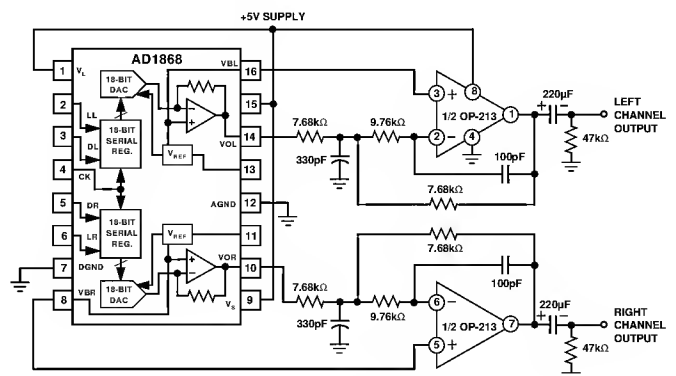 +5V SUPPLY
AD1868
1
VL
2
LL
3
DL
4
CK
5
DR
6
LR
7
DGND
8
VBR
18-BIT
DAC
18-BIT
SERIAL
REG.
18-BIT
SERIAL
REG.
18-BIT
DAC
VREF
VREF
VBL
16
15
VOL
14
13
AGND
12
11
VOR
10
VS
9
7.68kΩ
330pF
9.76kΩ
3
+
8
1/2 OP-213
1
2
–
4
100pF
7.68kΩ
220µF
+
–
47kΩ
LEFT
CHANNEL
OUTPUT
7.68kΩ
7.68kΩ
330pF
9.76kΩ
100pF
6
–
1/2 OP-213
7
5
+
220µF
+
–
47kΩ
RIGHT
CHANNEL
OUTPUT